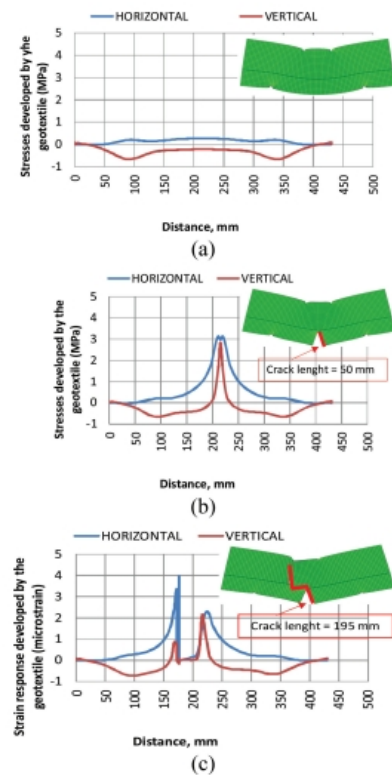 HORIZONTAL VERTICAL
Stresses developed by yhe
geotextile (MPa)
5
4
3
2
1
0
-1
0 50 100 150 200 250 300 350 400 450 500
Distance, mm
(a)
HORIZONTAL VERTICAL
Stresses developed by the
geotextile (MPa)
5
4
3
2
1
0
-1
Crack lenght = 50 mm
0 50 100 150 200 250 300 350 400 450 500
Distance, mm
(b)
HORIZONTAL VERTICAL
Strain response developed by the
geotextile (microstrain)
5
4
3
2
1
0
-1
Crack lenght = 195 mm
0 50 100 150 200 250 300 350 400 450 500
Distance, mm
(c)